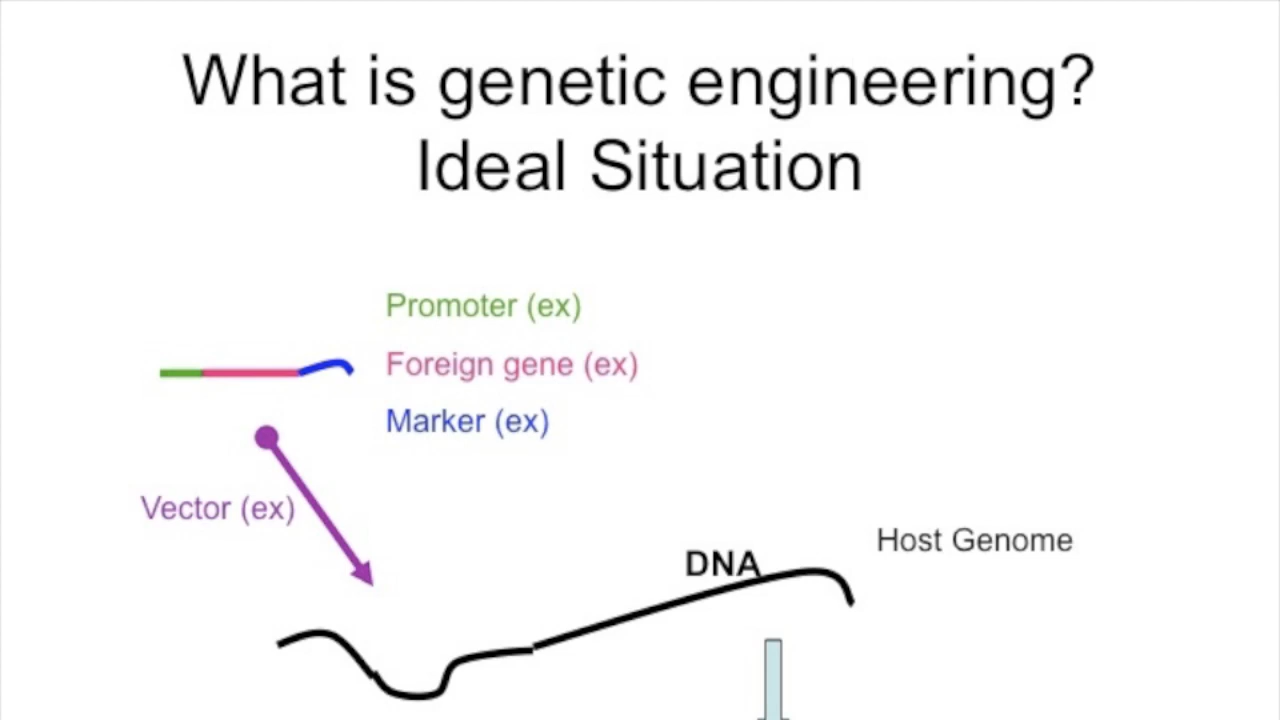 What is genetic engineering?
Ideal Situation
Promoter (ex)
Foreign gene (ex)
Marker (ex)
Vector (ex)
Host Genome
DNA